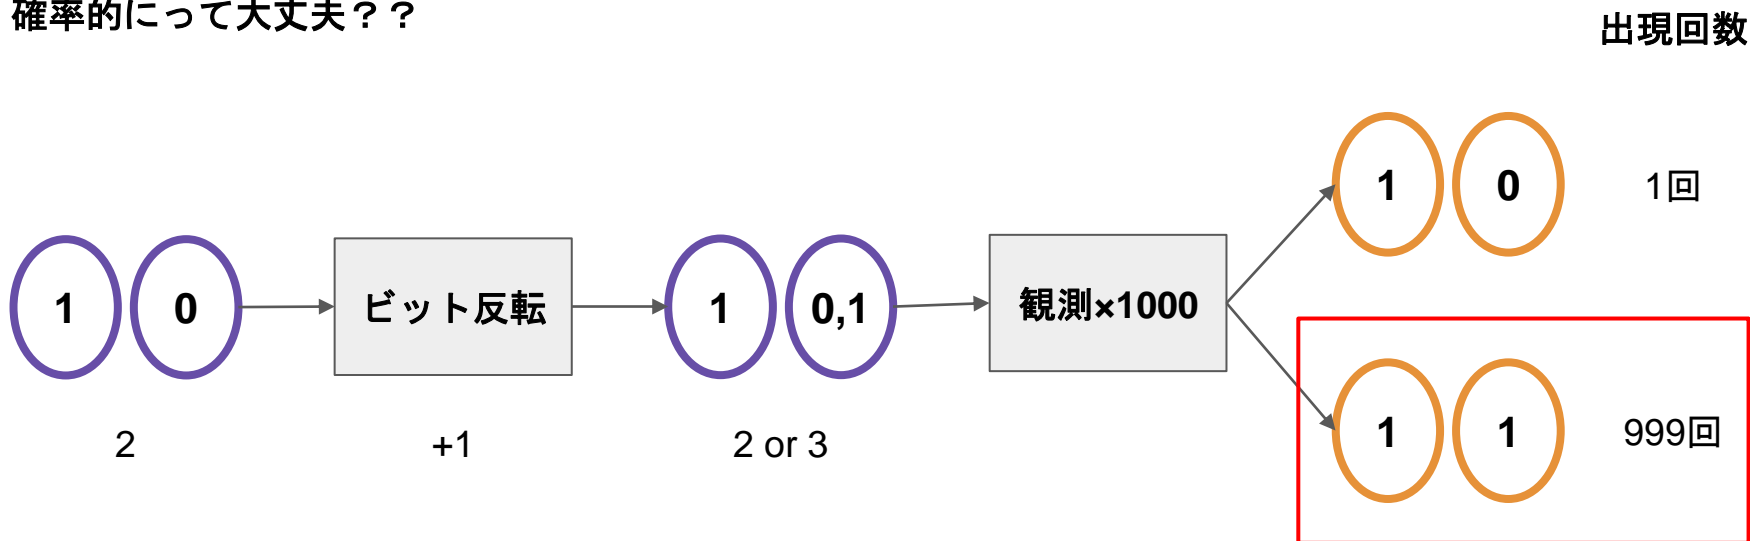 確率的にって大丈夫？？
出現回数
1 0
1回
1 0
ビット反転
1 0,1
観測×1000
2
+1
2 or 3
1 1
999回